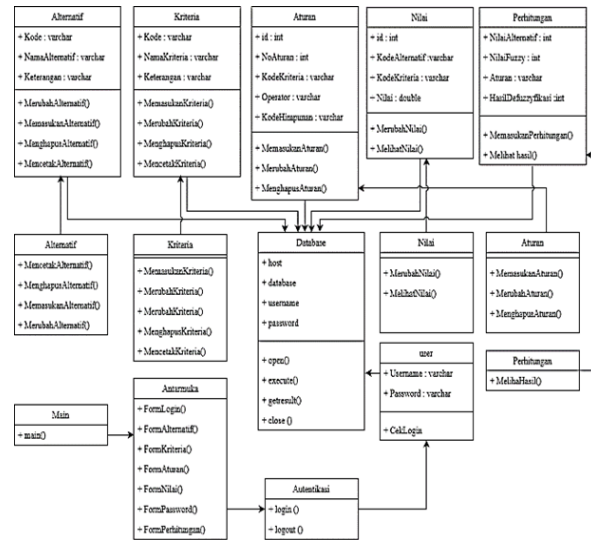 Alternatif
+ Kode : varchar
+ NamaAlternatif : varchar
+ Keterangan : varchar
+ MerubahAlternatif()
+ MemasukanAlternatif()
+ MenghapusAlternatif()
+ MencetakAlternatif()
Kriteria
+ Kode : varchar
+ NamaKriteria : varchar
+ Keterangan : varchar
+ MemasukanKriteria()
+ MerubahKriteria()
+ MenghapusKriteria()
+ MencetakKriteria()
Aturan
+ id : int
+ NoAturan : int
+ KodeKriteria : varchar
+ Operator : varchar
+ KodeHimpunan : varchar
+ MemasukanAturan()
+ MerubahAturan()
+ MenghapusAturan()
Nilai
+ id : int
+ KodeAlternatif :varchar
+ KodeKriteria : varchar
+ Nilai : double
+ MerubahNilai()
+ MelihatNilai()
Perhitungan
+ NilaiAlternatif : int
+ NilaiFuzzy : int
+ Aturan : varchar
+ HasilDefuzzyfikasi :int
+ MemasukanPerhitungan()
+ Melihat hasil()
Alternatif
+ MencetakAlternatif()
+ MenghapusAlternatif()
+ MemasukanAlternatif()
+ MerubahAlternatif()
Kriteria
+ MemasukanKriteria()
+ MerubahKriteria()
+ MerubahKriteria()
+ MenghapusKriteria()
+ MencetakKriteria()
Database
+ host
+ database
+ username
+ password
+ open()
+ execute()
+ getresult()
+ close ()
Nilai
+ MerubahNilai()
+ MelihatNilai()
Aturan
+ MemasukanAturan()
+ MerubahAturan()
+ MenghapusAturan()
user
+ Username : varchar
+ Password : varchar
+ CekLogin
Perhitungan
+ MelihaHasil()
Main
+ main()
Antarmuka
+ FormLogin()
+ FormAlternatif()
+ FormKriteria()
+ FormAturan()
+ FormNilai()
+ FormPassword()
+ FormPerhitungan()
Autentikasi
+ login ()
+ logout ()